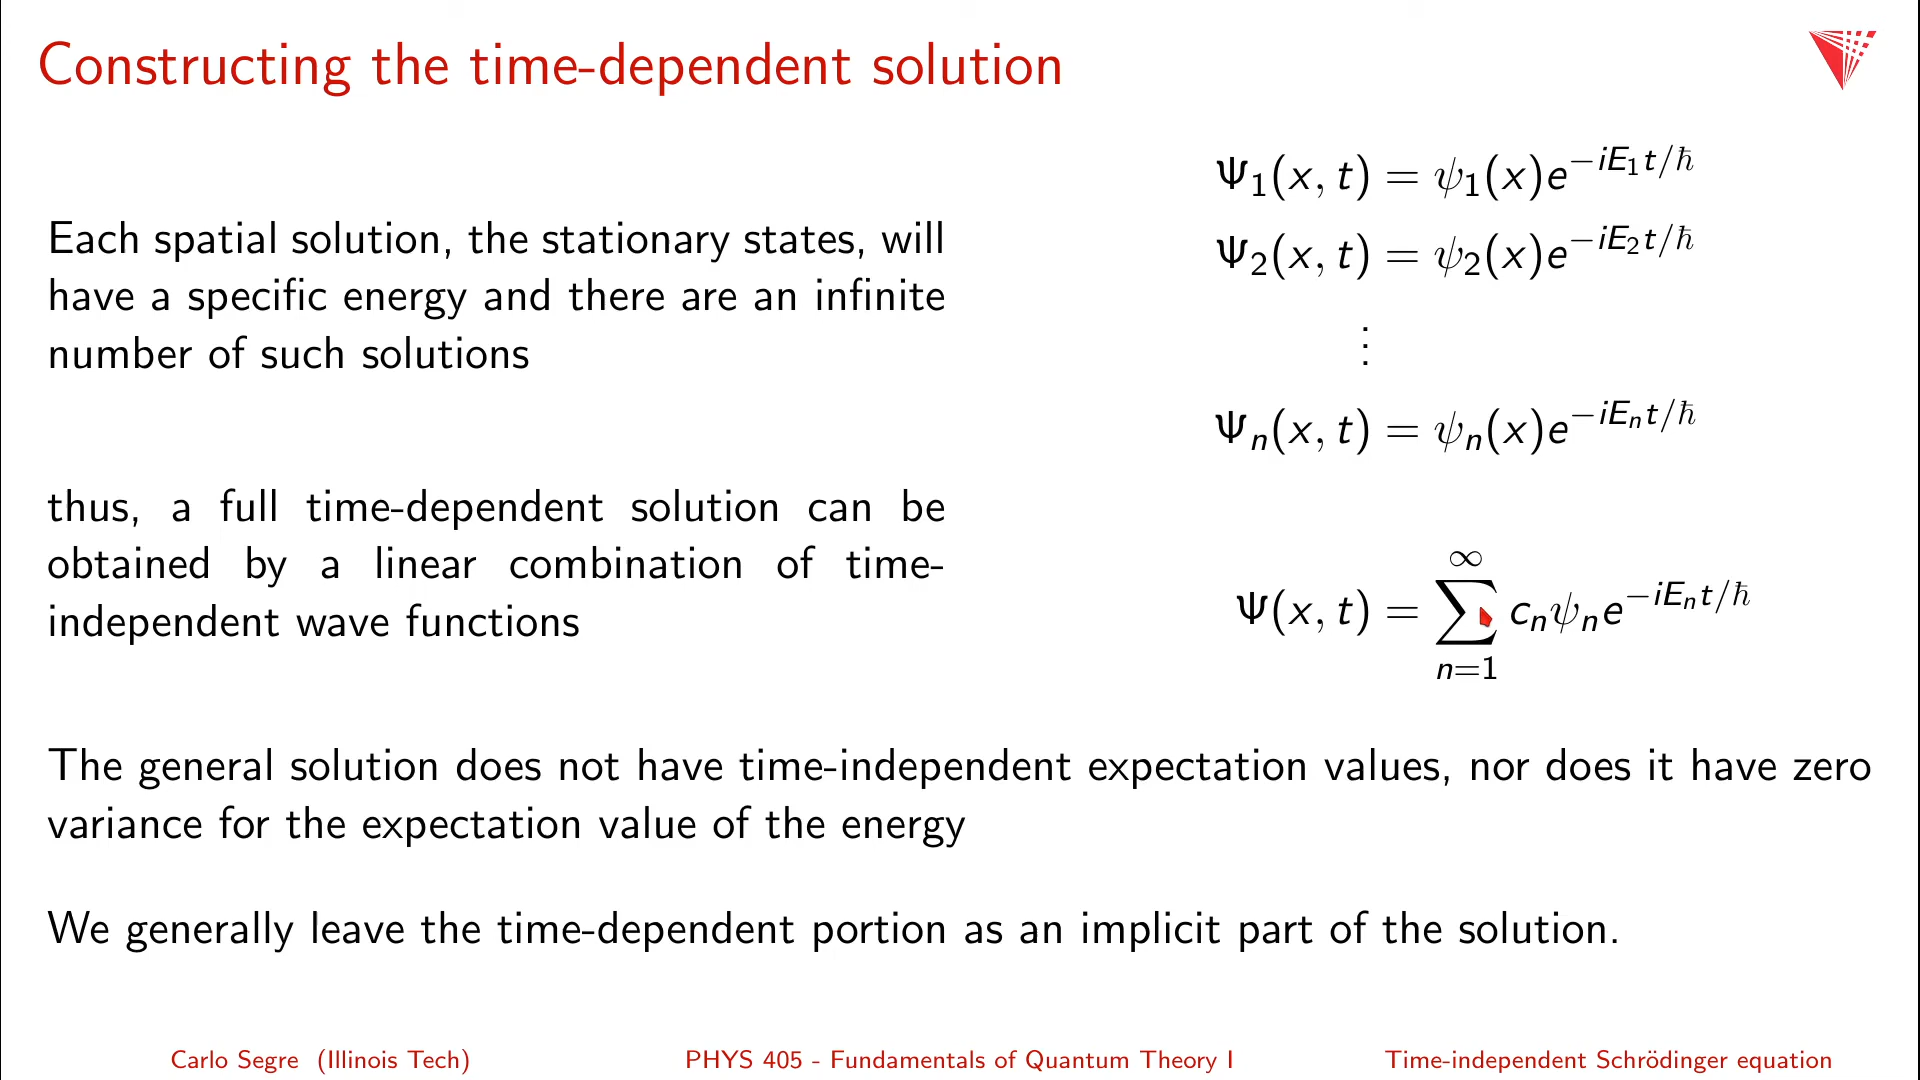 Constructing the time-dependent solution
Each spatial solution, the stationary states, will
have a specific energy and there are an infinite
number of such solutions
Ψ₁(x, t) = ψ₁(x)e^{−iE₁t/ℏ}
Ψ₂(x, t) = ψ₂(x)e^{−iE₂t/ℏ}
⋮
Ψₙ(x, t) = ψₙ(x)e^{−iEₙt/ℏ}
thus, a full time-dependent solution can be
obtained by a linear combination of time-
independent wave functions
Ψ(x, t) = ∑_{n=1}^{∞} cₙψₙe^{−iEₙt/ℏ}
The general solution does not have time-independent expectation values, nor does it have zero
variance for the expectation value of the energy
We generally leave the time-dependent portion as an implicit part of the solution.
Carlo Segre (Illinois Tech) PHYS 405 - Fundamentals of Quantum Theory I Time-independent Schrödinger equation